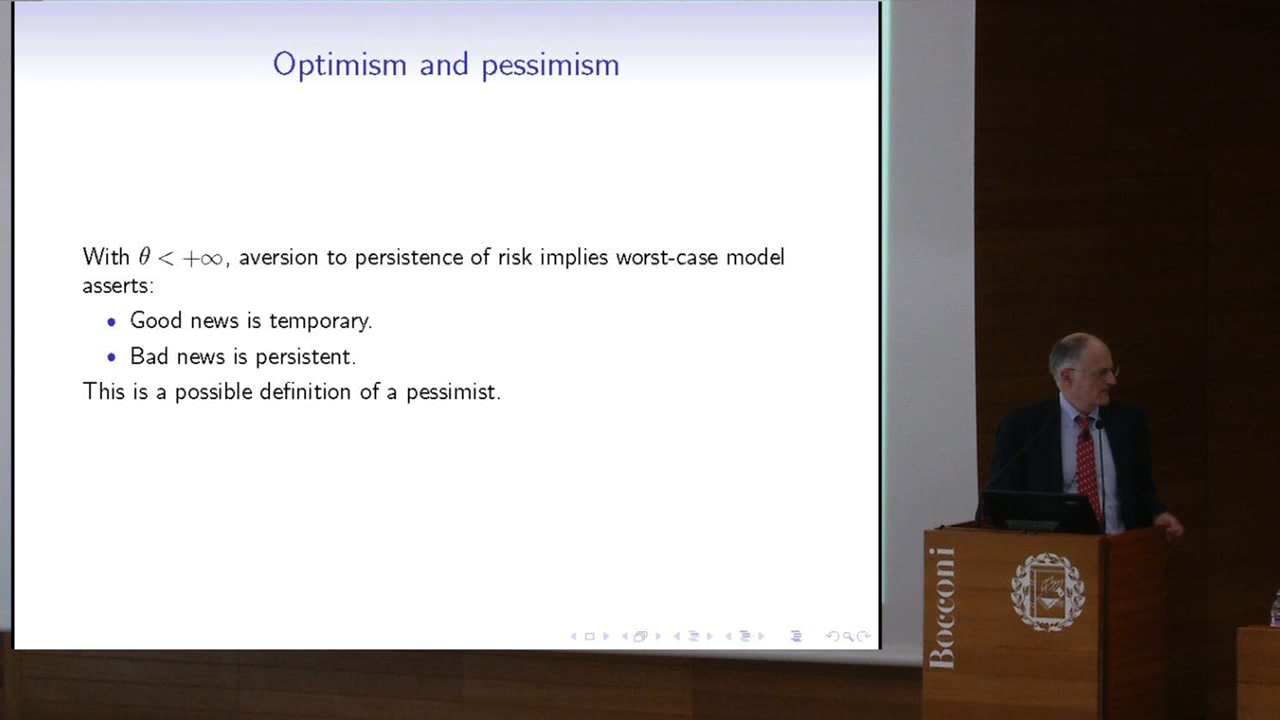 Optimism and pessimism
With θ < +∞, aversion to persistence of risk implies worst-case model
asserts:
• Good news is temporary.
• Bad news is persistent.
This is a possible definition of a pessimist.
Bocconi